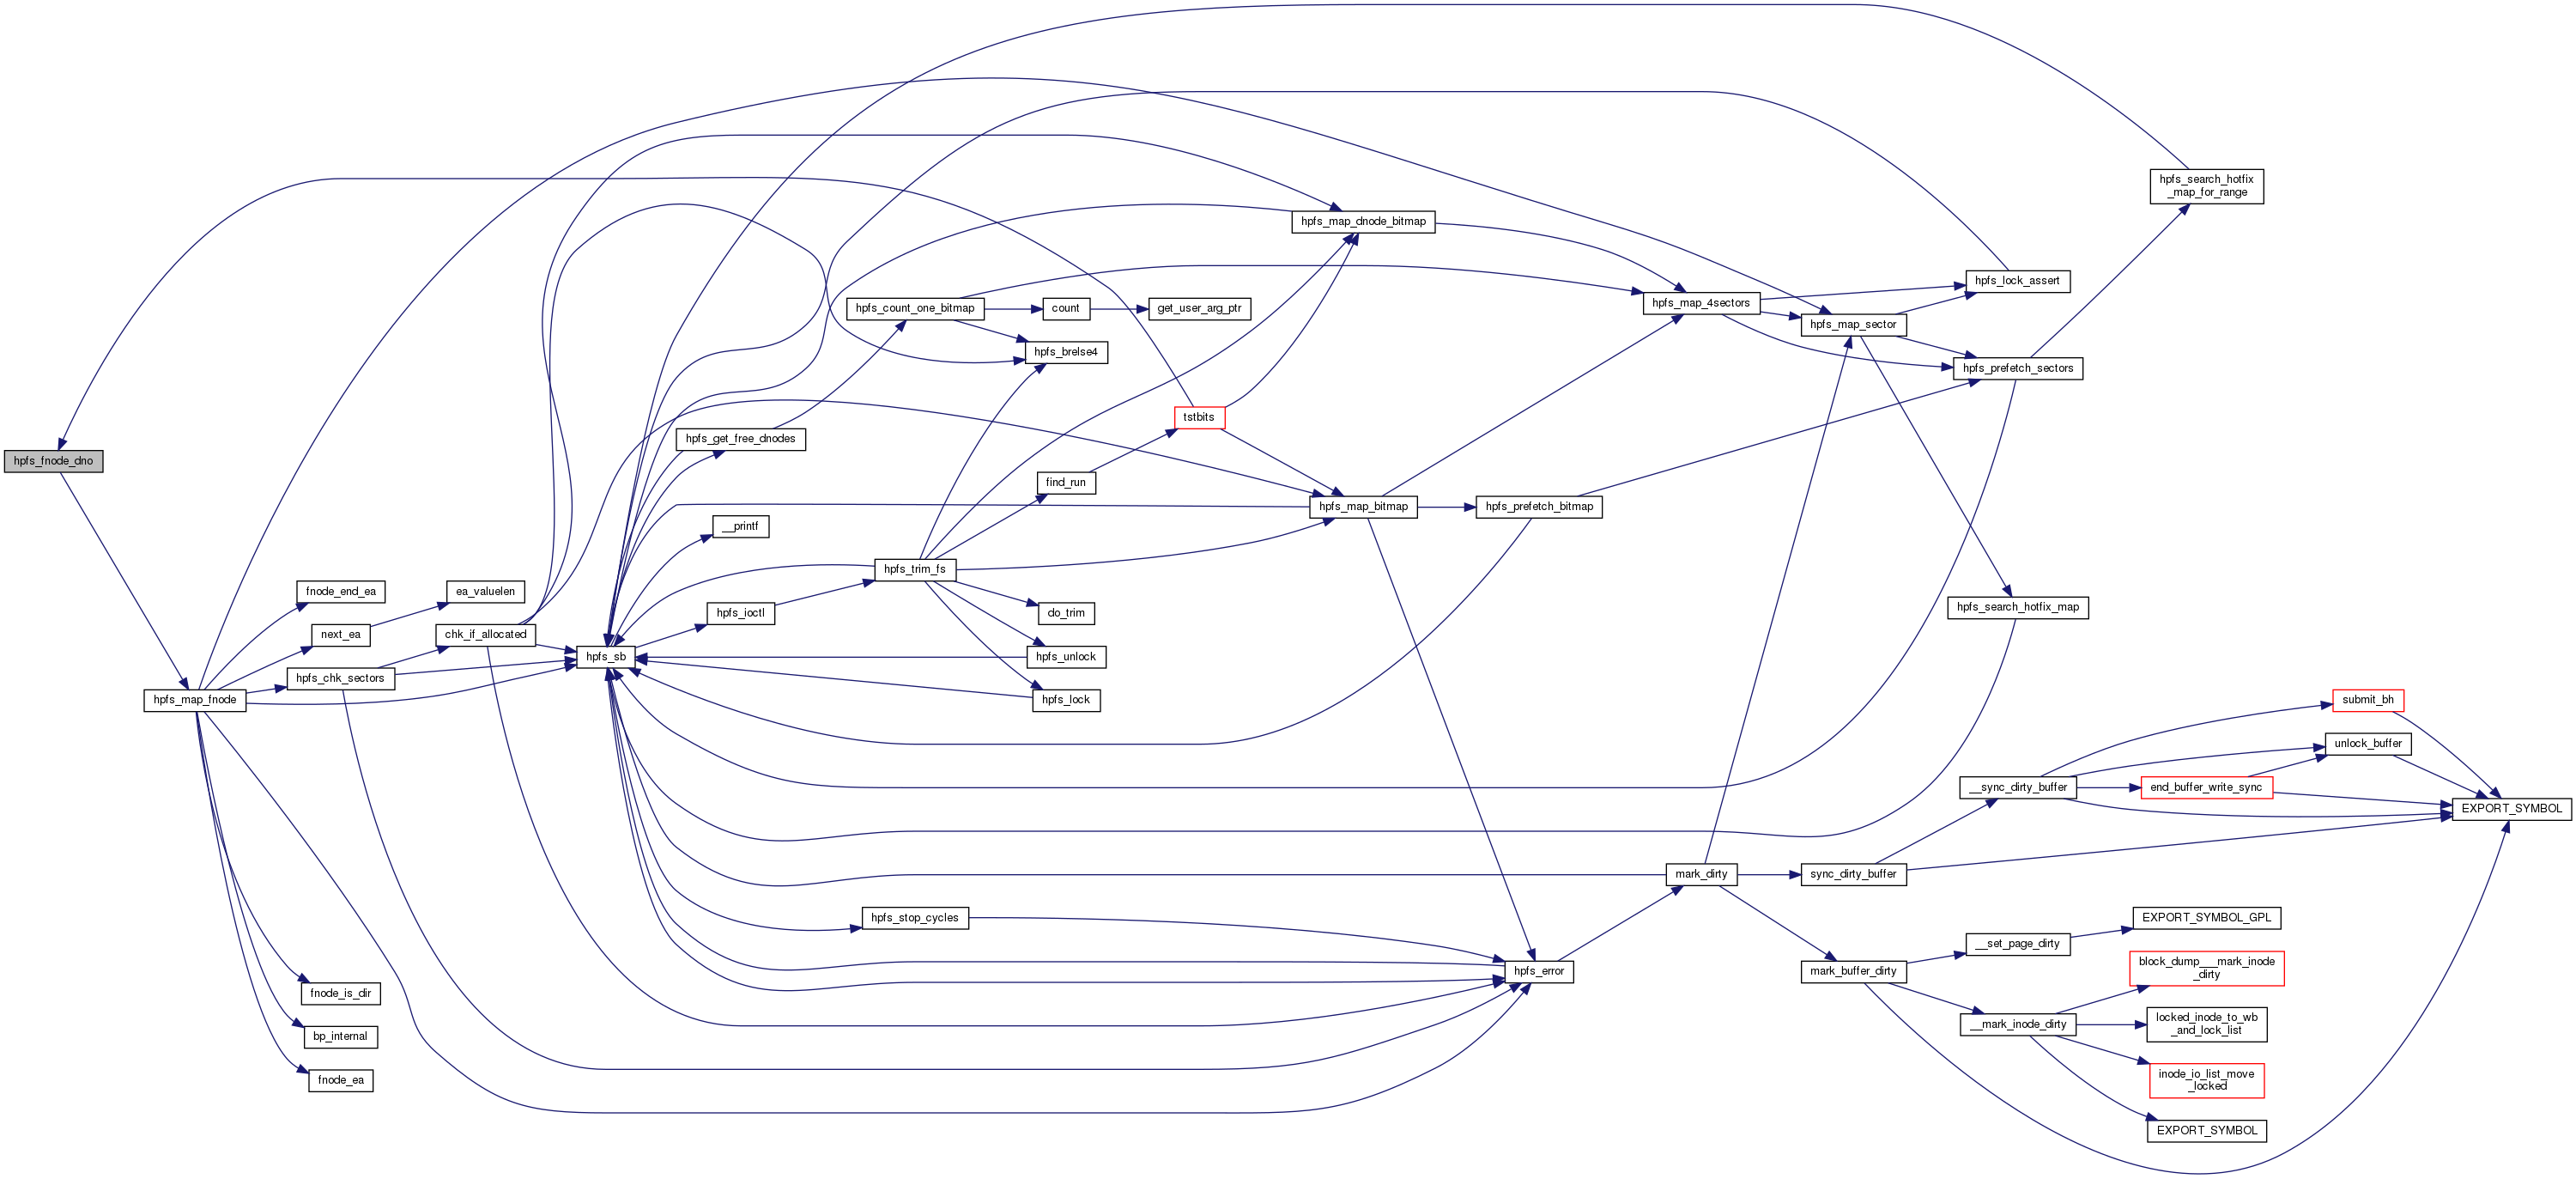 hpfs_fnode_dno
hpfs_map_fnode
fnode_end_ea
next_ea
hpfs_chk_sectors
fnode_is_dir
bp_internal
fnode_ea
ea_valuelen
chk_if_allocated
hpfs_sb
hpfs_get_free_dnodes
__printf
hpfs_ioctl
hpfs_count_one_bitmap
hpfs_trim_fs
hpfs_stop_cycles
count
hpfs_brelse4
find_run
do_trim
hpfs_unlock
hpfs_lock
get_user_arg_ptr
tstbits
hpfs_map_dnode_bitmap
hpfs_map_bitmap
hpfs_prefetch_bitmap
hpfs_error
hpfs_map_4sectors
mark_dirty
hpfs_map_sector
sync_dirty_buffer
mark_buffer_dirty
hpfs_lock_assert
hpfs_prefetch_sectors
hpfs_search_hotfix_map
__sync_dirty_buffer
__set_page_dirty
__mark_inode_dirty
hpfs_search_hotfix
_map_for_range
submit_bh
unlock_buffer
end_buffer_write_sync
EXPORT_SYMBOL_GPL
block_dump___mark_inode
_dirty
locked_inode_to_wb
_and_lock_list
inode_io_list_move
_locked
EXPORT_SYMBOL
EXPORT_SYMBOL